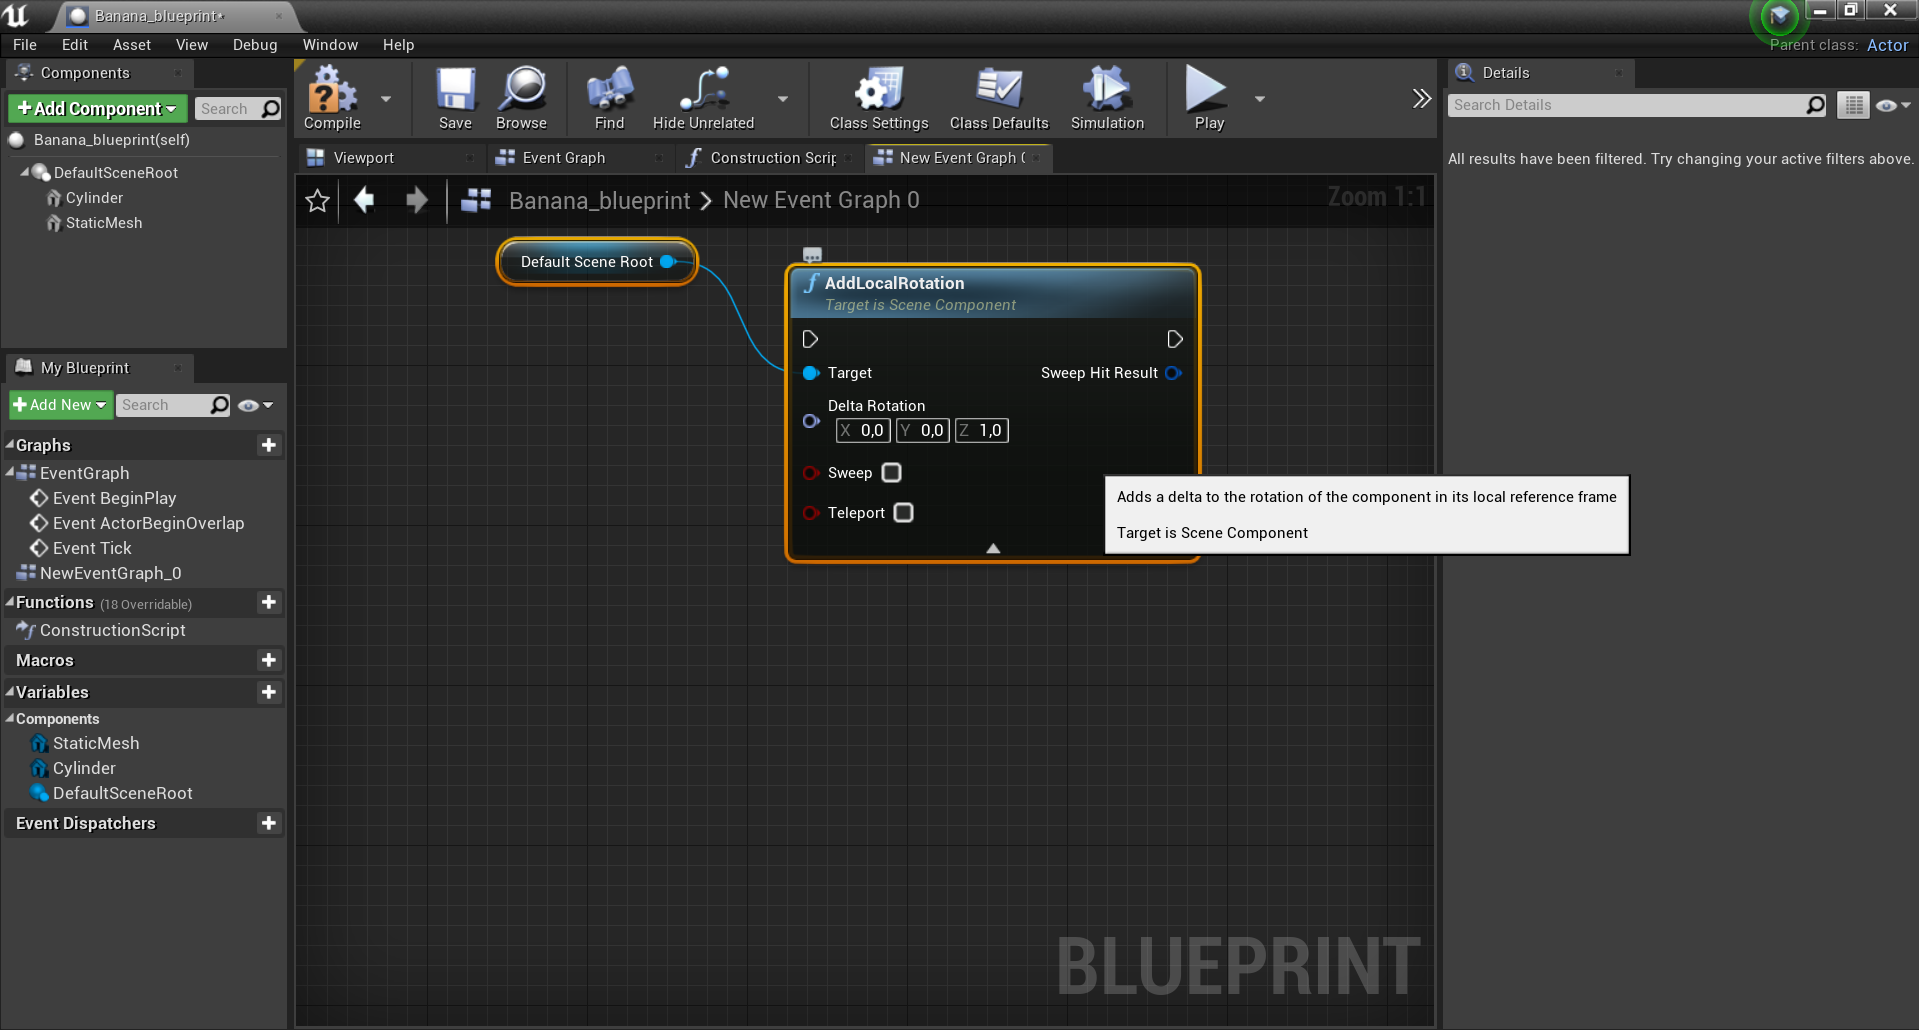 Banana_blueprint*
File Edit Asset View Debug Window Help
Parent class: Actor
Components
+Add Component
Search
Banana_blueprint(self)
DefaultSceneRoot
Cylinder
StaticMesh
My Blueprint
+Add New
Search
Graphs
EventGraph
Event BeginPlay
Event ActorBeginOverlap
Event Tick
NewEventGraph_0
Functions (18 Overridable)
ConstructionScript
Macros
Variables
Components
StaticMesh
Cylinder
DefaultSceneRoot
Event Dispatchers
Compile
Save
Browse
Find
Hide Unrelated
Class Settings
Class Defaults
Simulation
Play
Viewport
Event Graph
Construction Scrip
New Event Graph 0
Banana_blueprint > New Event Graph 0
Zoom 1:1
Default Scene Root
f AddLocalRotation
Target is Scene Component
Target
Sweep Hit Result
Delta Rotation
X 0,0 Y 0,0 Z 1,0
Sweep
Teleport
Adds a delta to the rotation of the component in its local reference frame
Target is Scene Component
BLUEPRINT
Details
Search Details
All results have been filtered. Try changing your active filters above.